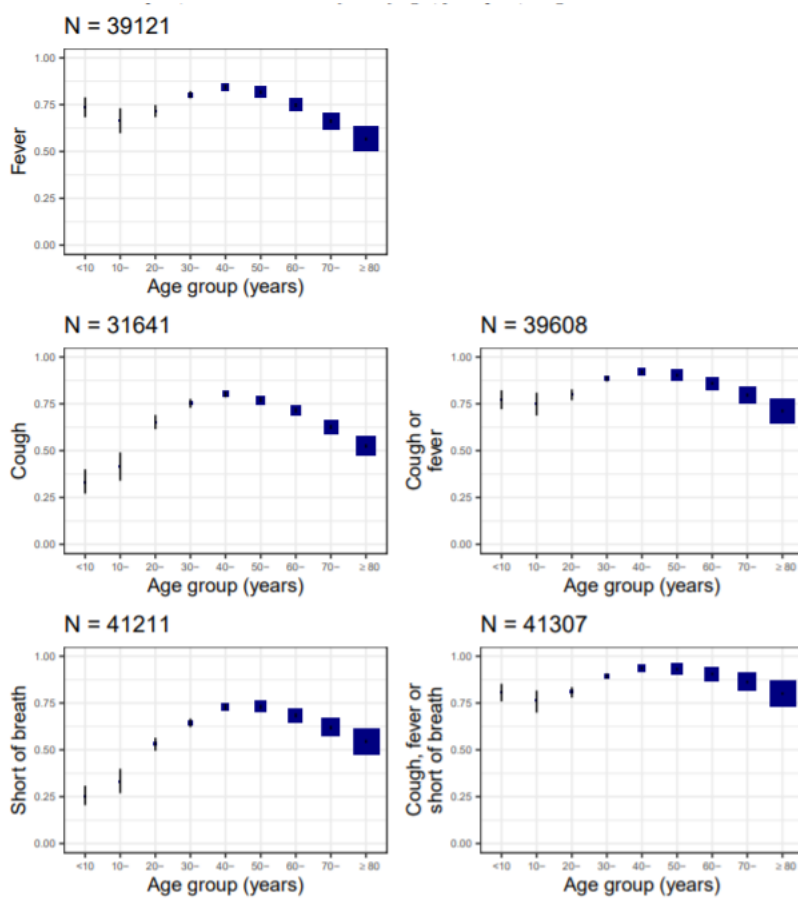 N = 39121
Fever
1.00
0.75
0.50
0.25
0.00
<10 10− 20− 30− 40− 50− 60− 70− ≥ 80
Age group (years)
N = 31641
Cough
1.00
0.75
0.50
0.25
0.00
<10 10− 20− 30− 40− 50− 60− 70− ≥ 80
Age group (years)
N = 39608
Cough or
fever
1.00
0.75
0.50
0.25
0.00
<10 10− 20− 30− 40− 50− 60− 70− ≥ 80
Age group (years)
N = 41211
Short of breath
1.00
0.75
0.50
0.25
0.00
<10 10− 20− 30− 40− 50− 60− 70− ≥ 80
Age group (years)
N = 41307
Cough, fever or
short of breath
1.00
0.75
0.50
0.25
0.00
<10 10− 20− 30− 40− 50− 60− 70− ≥ 80
Age group (years)